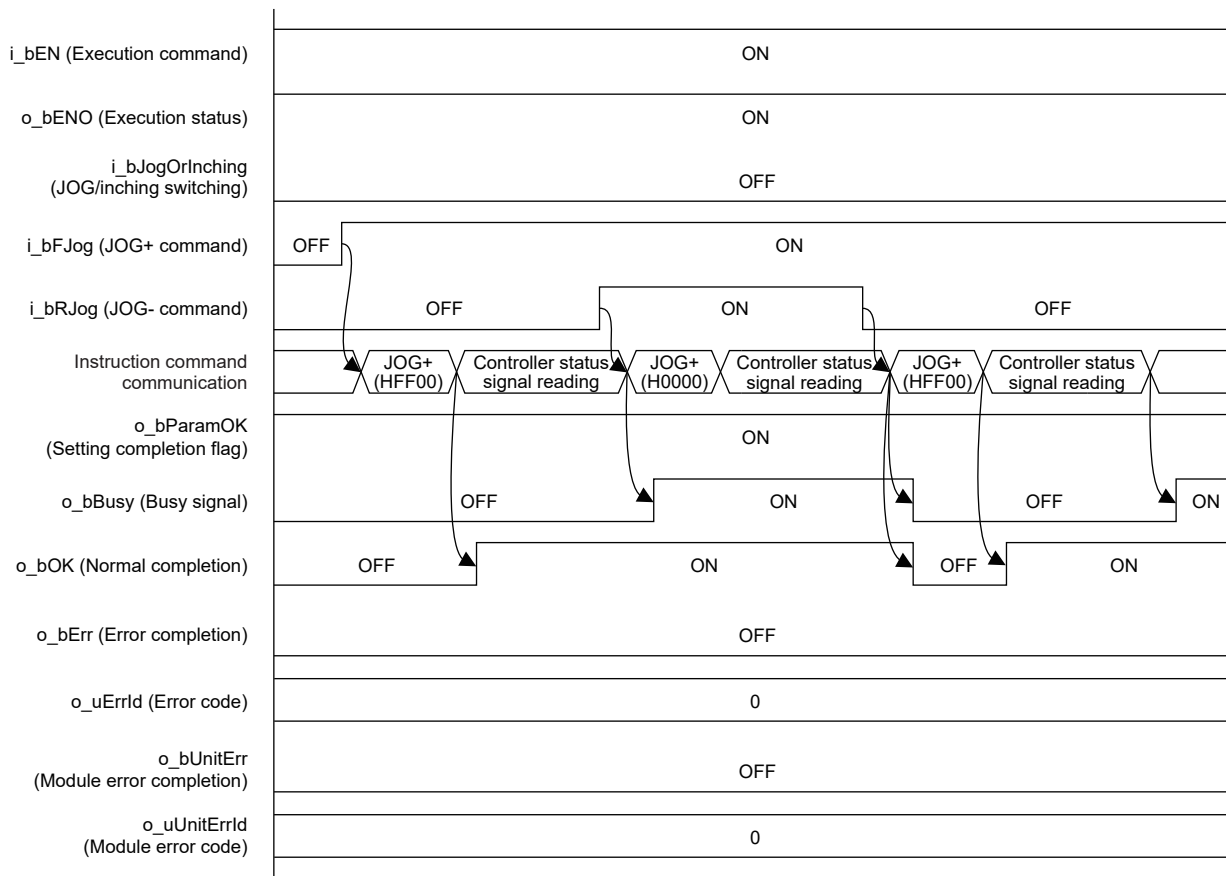 i_bEN (Execution command)
ON
o_bENO (Execution status)
ON
i_bJogOrInching
(JOG/inching switching)
OFF
i_bFJog (JOG+ command)
OFF
ON
i_bRJog (JOG- command)
OFF
ON
OFF
Instruction command
communication
JOG+
(HFF00)
Controller status
signal reading
JOG+
(H0000)
Controller status
signal reading
JOG+
(HFF00)
Controller status
signal reading
o_bParamOK
(Setting completion flag)
ON
o_bBusy (Busy signal)
OFF
ON
OFF
ON
o_bOK (Normal completion)
OFF
ON
OFF
ON
o_bErr (Error completion)
OFF
o_uErrId (Error code)
0
o_bUnitErr
(Module error completion)
OFF
o_uUnitErrId
(Module error code)
0